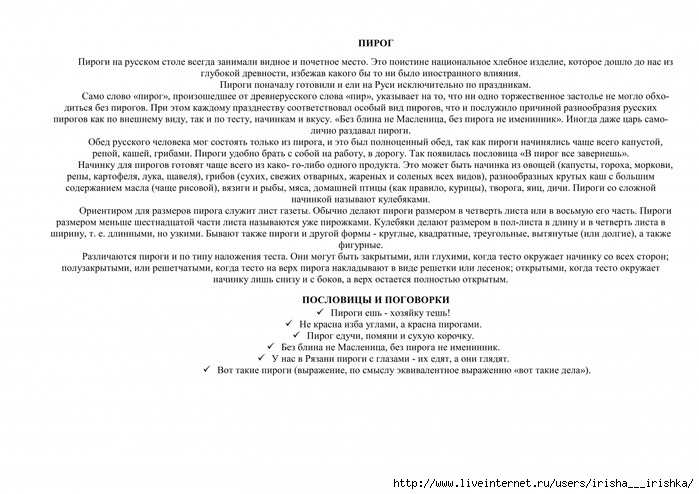 ПИРОГ
Пироги на русском столе всегда занимали видное и почетное место. Это поистине национальное хлебное изделие, которое дошло до нас из
глубокой древности, избежав какого бы то ни было иностранного влияния.
Пироги поначалу готовили и ели на Руси исключительно по праздникам.
Само слово «пирог», произошедшее от древнерусского слова «пир», указывает на то, что ни одно торжественное застолье не могло обхо-
диться без пирогов. При этом каждому празднеству соответствовал особый вид пирогов, что и послужило причиной разнообразия русских
пирогов как по внешнему виду, так и по тесту, начинкам и вкусу. «Без блина не Масленица, без пирога не именинник». Иногда даже царь само-
лично раздавал пироги.
Обед русского человека мог состоять только из пирога, и это был полноценный обед, так как пироги начинялись чаще всего капустой,
репой, кашей, грибами. Пироги удобно брать с собой на работу, в дорогу. Так появилась пословица «В пирог все завернешь».
Начинку для пирогов готовят чаще всего из како- го-либо одного продукта. Это может быть начинка из овощей (капусты, гороха, моркови,
репы, картофеля, лука, щавеля), грибов (сухих, свежих отварных, жареных и соленых всех видов), разнообразных крутых каш с большим
содержанием масла (чаще рисовой), вязиги и рыбы, мяса, домашней птицы (как правило, курицы), творога, яиц, дичи. Пироги со сложной
начинкой называют кулебяками.
Ориентиром для размеров пирога служит лист газеты. Обычно делают пироги размером в четверть листа или в восьмую его часть. Пироги
размером меньше шестнадцатой части листа называются уже пирожками. Кулебяки делают размером в пол-листа в длину и в четверть листа в
ширину, т. е. длинными, но узкими. Бывают также пироги и другой формы - круглые, квадратные, треугольные, вытянутые (или долгие), а также
фигурные.
Различаются пироги и по типу наложения теста. Они могут быть закрытыми, или глухими, когда тесто окружает начинку со всех сторон;
полузакрытыми, или решетчатыми, когда тесто на верх пирога накладывают в виде решетки или лесенок; открытыми, когда тесто окружает
начинку лишь снизу и с боков, а верх остается полностью открытым.
ПОСЛОВИЦЫ И ПОГОВОРКИ
✓ Пироги ешь - хозяйку тешь!
✓ Не красна изба углами, а красна пирогами.
✓ Пирог едучи, помяни и сухую корочку.
✓ Без блина не Масленица, без пирога не именинник.
✓ У нас в Рязани пироги с глазами - их едят, а они глядят.
✓ Вот такие пироги (выражение, по смыслу эквивалентное выражению «вот такие дела»).
http://www.liveinternet.ru/users/irisha___irishka/